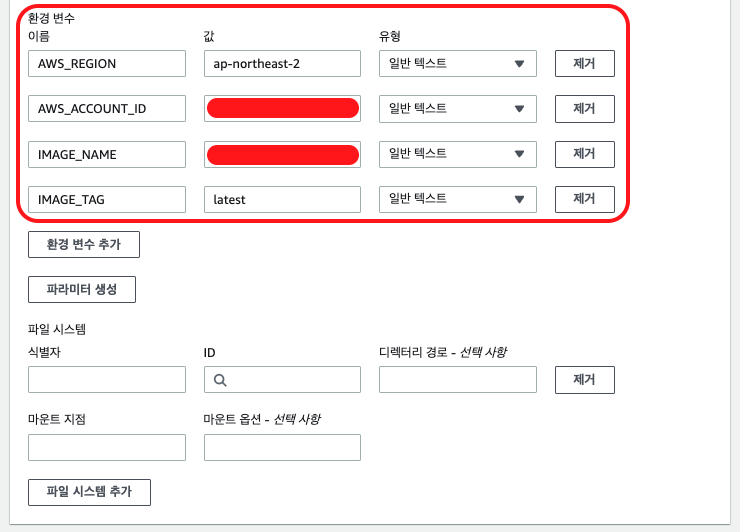 환경 변수
이름 값 유형
AWS_REGION ap-northeast-2 일반 텍스트 제거
AWS_ACCOUNT_ID 일반 텍스트 제거
IMAGE_NAME 일반 텍스트 제거
IMAGE_TAG latest 일반 텍스트 제거
환경 변수 추가
파라미터 생성
파일 시스템
식별자 ID 디렉터리 경로 - 선택 사항
제거
마운트 지점 마운트 옵션 - 선택 사항
파일 시스템 추가